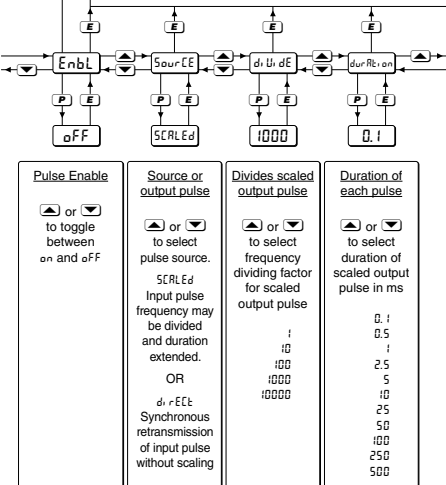 E E E E
EnbL SourCE diUidE durAtion
P E P E P E P E
oFF SCALEd 1000 0.1
Pulse Enable
or
to toggle
between
on and oFF
Source or
output pulse
or
to select
pulse source.
SCALEd
Input pulse
frequency may
be divided
and duration
extended.
OR
dirECt
Synchronous
retransmission
of input pulse
without scaling
Divides scaled
output pulse
or
to select
frequency
dividing factor
for scaled
output pulse
1
10
100
1000
10000
Duration of
each pulse
or
to select
duration of
scaled output
pulse in ms
0.1
0.5
1
2.5
5
10
25
50
100
250
500